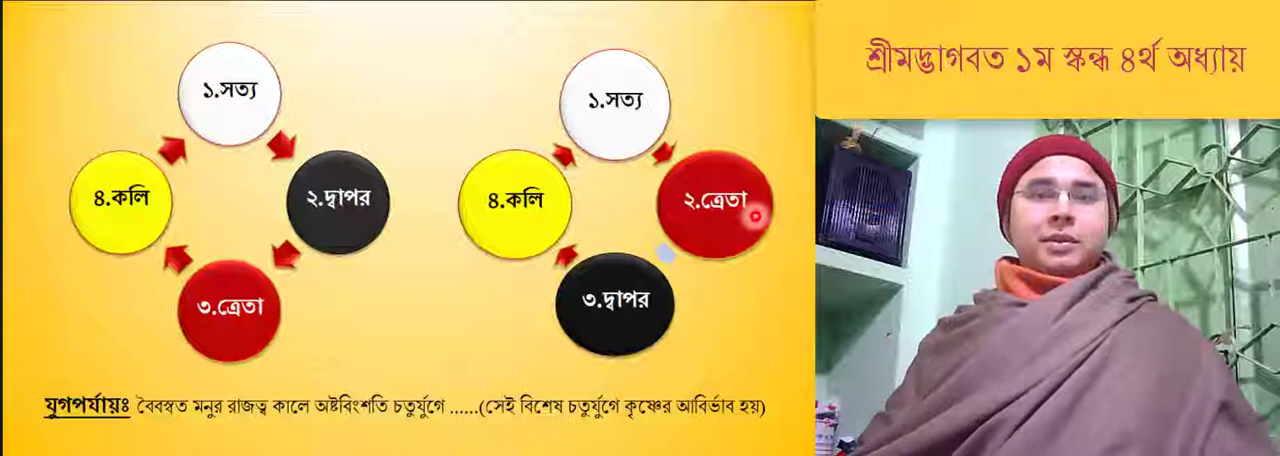 শ্রীমদ্ভাগবত ১ম স্কন্ধ ৪র্থ অধ্যায়
১.সত্য
২.দ্বাপর
৩.ত্রেতা
৪.কলি
১.সত্য
২.ত্রেতা
৩.দ্বাপর
৪.কলি
যুগপর্যায়ঃ বৈবস্বত মনুর রাজত্ব কালে অষ্টবিংশতি চতুর্যুগে ......(সেই বিশেষ চতুর্যুগে কৃষ্ণের আবির্ভাব হয়)